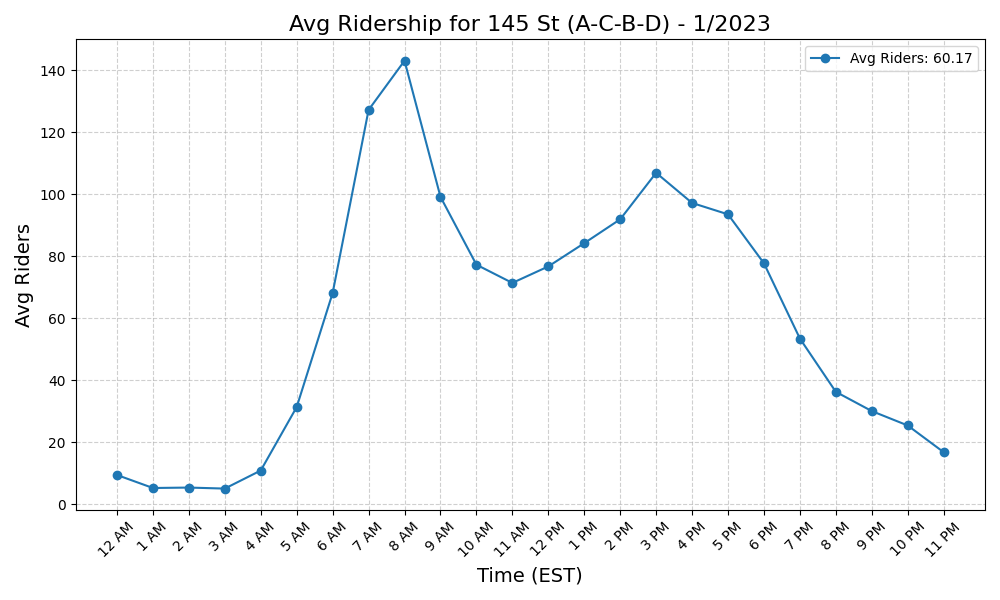 Avg Ridership for 145 St (A-C-B-D) - 1/2023
Avg Riders: 60.17
Avg Riders
140
120
100
80
60
40
20
0
12 AM
1 AM
2 AM
3 AM
4 AM
5 AM
6 AM
7 AM
8 AM
9 AM
10 AM
11 AM
12 PM
1 PM
2 PM
3 PM
4 PM
5 PM
6 PM
7 PM
8 PM
9 PM
10 PM
11 PM
Time (EST)